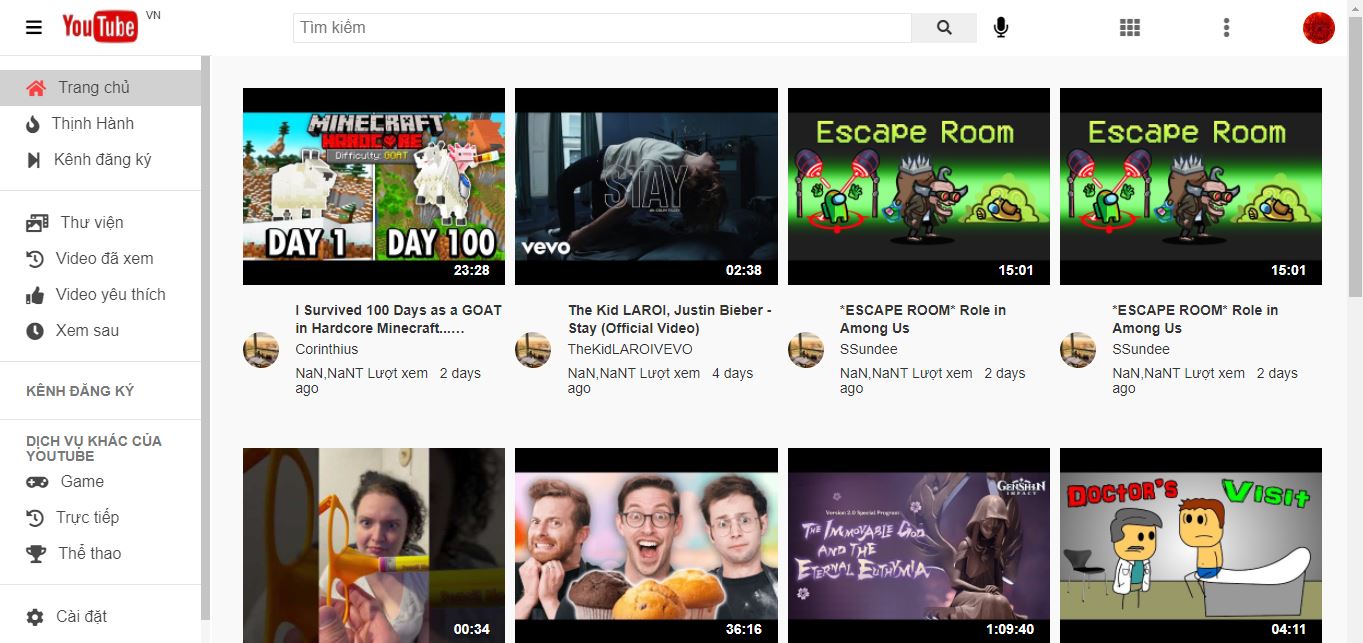 YouTube VN
Tìm kiếm
Trang chủ
Thịnh Hành
Kênh đăng ký
Thư viện
Video đã xem
Video yêu thích
Xem sau
KÊNH ĐĂNG KÝ
DỊCH VỤ KHÁC CỦA
YOUTUBE
Game
Trực tiếp
Thể thao
Cài đặt
MINECRAFT
HARDCORE
Difficulty: GOAT
DAY 1
DAY 100
23:28
I Survived 100 Days as a GOAT
in Hardcore Minecraft...…
Corinthius
NaN,NaNT Lượt xem 2 days
ago
STAY
vevo
02:38
The Kid LAROI, Justin Bieber -
Stay (Official Video)
TheKidLAROIVEVO
NaN,NaNT Lượt xem 4 days
ago
Escape Room
15:01
*ESCAPE ROOM* Role in
Among Us
SSundee
NaN,NaNT Lượt xem 2 days
ago
Escape Room
15:01
*ESCAPE ROOM* Role in
Among Us
SSundee
NaN,NaNT Lượt xem 2 days
ago
00:34
36:16
GENSHIN
IMPACT
Version 2.0 Special Program
THE IMMOVABLE GOD
AND THE
ETERNAL EUTHYMIA
1:09:40
DOCTOR'S
VISIT
04:11